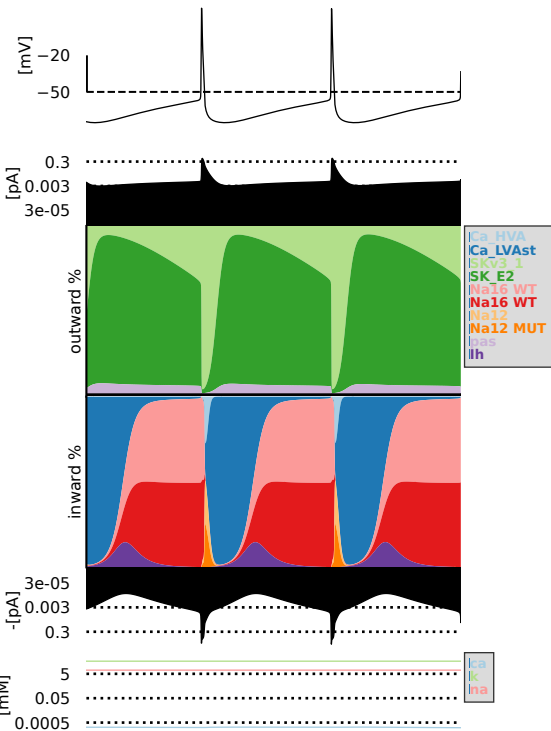 [mV]
−20
−50
[pA]
0.3
0.003
3e-05
outward %
Ca_HVA
Ca_LVAst
SKv3_1
SK_E2
Na16 WT
Na16 WT
Na12
Na12 MUT
pas
Ih
inward %
-[pA]
3e-05
0.003
0.3
[mM]
5
0.05
0.0005
ca
k
na